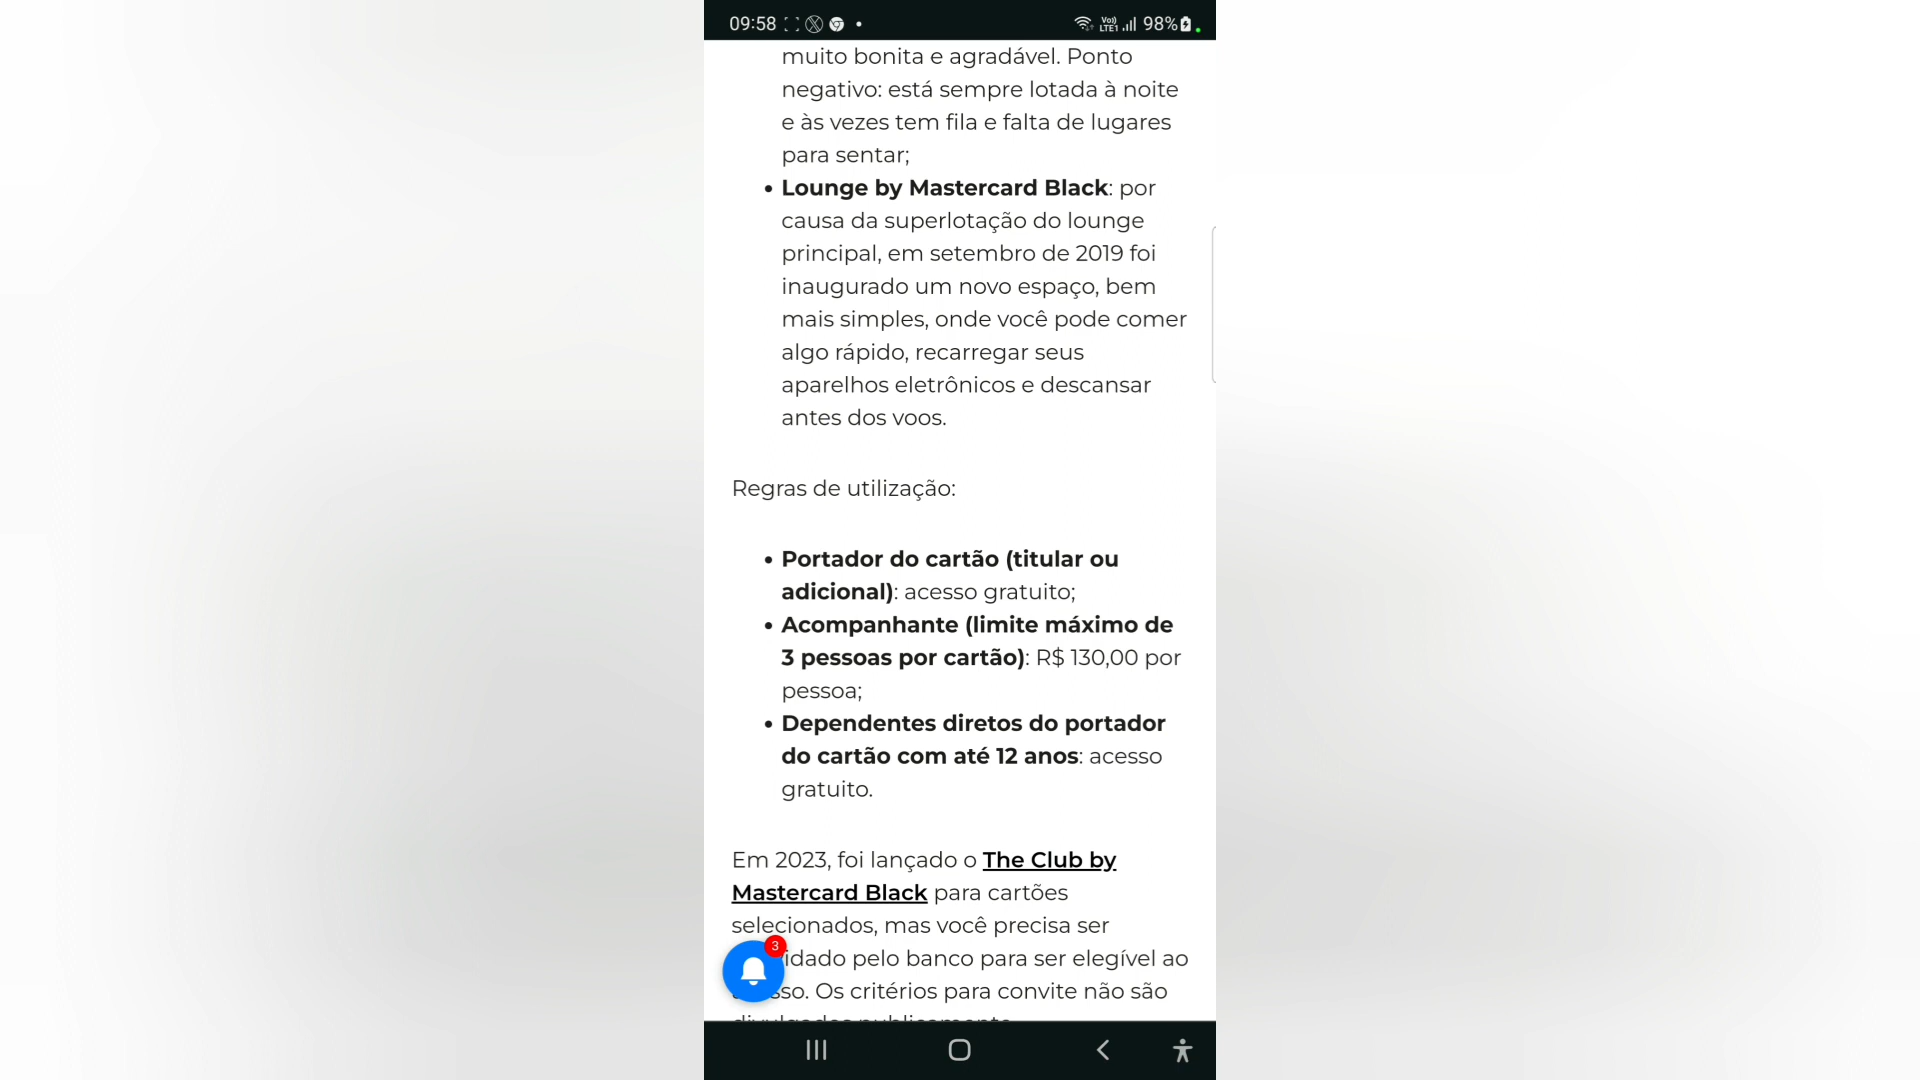 09:58
Vo))
LTE1
98%
muito bonita e agradável. Ponto
negativo: está sempre lotada à noite
e às vezes tem fila e falta de lugares
para sentar;
• Lounge by Mastercard Black: por
causa da superlotação do lounge
principal, em setembro de 2019 foi
inaugurado um novo espaço, bem
mais simples, onde você pode comer
algo rápido, recarregar seus
aparelhos eletrônicos e descansar
antes dos voos.
Regras de utilização:
• Portador do cartão (titular ou
adicional): acesso gratuito;
• Acompanhante (limite máximo de
3 pessoas por cartão): R$ 130,00 por
pessoa;
• Dependentes diretos do portador
do cartão com até 12 anos: acesso
gratuito.
Em 2023, foi lançado o The Club by
Mastercard Black para cartões
selecionados, mas você precisa ser
idado pelo banco para ser elegível ao
sso. Os critérios para convite não são
3